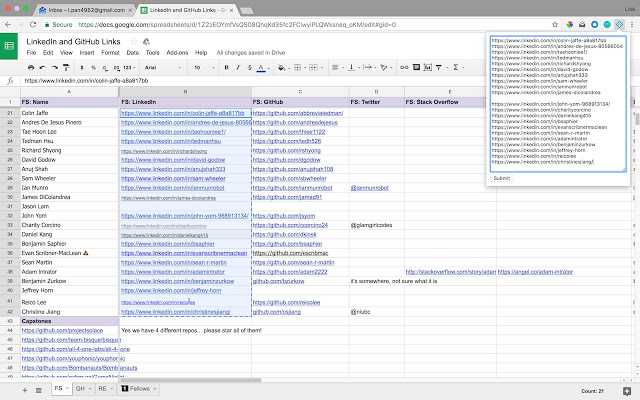 Inbox - l.pan4952@gmail.com
LinkedIn and GitHub Links
Lisa
Secure https://docs.google.com/spreadsheets/d/
LinkedIn and GitHub Links
File Edit View Insert Format Data Tools Add-ons Help All changes saved in Drive
https://www.linkedin.com/in/colin-jaffe-a8a817bb
A B C D E
1 FS: Name FS: LinkedIn FS: GitHub FS: Twitter FS: Stack Overflow
21 Colin Jaffe https://www.linkedin.com/in/colin-jaffe-a8a817bb https://github.com/abbreviatedman/
22 Andres De Jesus Pinero https://www.linkedin.com/in/andres-de-jesus-80566 https://github.com/andresdejesus
23 Tae Hoon Lee https://www.linkedin.com/in/taehoonlee1/ https://github.com/thlee1122
24 Tedman Hsu https://www.linkedin.com/in/tedmanhsu https://github.com/tedh526
25 Richard Shyong https://www.linkedin.com/in/richardshyong https://github.com/rshyong
26 David Godow https://www.linkedin.com/in/david-godow https://github.com/dgodow
27 Anuj Shah https://www.linkedin.com/in/anujshah333 https://github.com/anujshah108
28 Sam Wheeler https://www.linkedin.com/in/sam-wheeler https://github.com/sbwheeler
29 Ian Munro https://www.linkedin.com/in/ianmunrobot https://github.com/ianmunrobot @ianmunrobot
30 James DiColandrea https://www.linkedin.com/in/james-dicolandrea https://github.com/jamad91
31 Jason Lam
32 John Yom https://www.linkedin.com/in/john-yom-968913134/ https://github.com/jsyom
33 Charity Corcino https://www.linkedin.com/in/charitycorcino https://github.com/ccorcino24 @glamgirlcodes
34 Daniel Kang https://www.linkedin.com/in/danielkang415 https://github.com/dkinsk
35 Benjamin Saphier https://www.linkedin.com/in/bsaphier https://github.com/bsaphier
36 Evan Scribner-MacLean https://www.linkedin.com/in/evanscribnermaclean https://github.com/escribmac
37 Sean Martin https://www.linkedin.com/in/sean-r-martin https://github.com/sean-r-martin
38 Adam Intrator https://www.linkedin.com/in/adamintrator https://github.com/adam2222 http://stackoverflow.com/story/adam https://angel.co/adam-intrator
39 Benjamin Zurkow https://www.linkedin.com/in/benjaminzurkow github.com/bzurkow it's somewhere, not sure what it is
40 Jeffrey Horn https://www.linkedin.com/in/jeffrey-horn
41 Reico Lee https://www.linkedin.com/in/reicolee https://github.com/reicolee
42 Christine Jiang https://www.linkedin.com/in/christinesjiang/ github.com/csjiang @niubc
43 Capstones
44 https://github.com/projectsolace Yes we have 4 different repos... please star all of them!
https://github.com/team-bisque/bisque
https://github.com/all-4-one-labs/all-4-one
https://github.com/youphonic/youphonic
https://github.com/Bombanauts/Bombanauts
https://www.linkedin.com/in/colin-jaffe-a8a817bb
https://www.linkedin.com/in/andres-de-jesus-80566054
https://www.linkedin.com/in/taehoonlee1/
https://www.linkedin.com/in/tedmanhsu
https://www.linkedin.com/in/richardshyong
https://www.linkedin.com/in/david-godow
https://www.linkedin.com/in/anujshah333
https://www.linkedin.com/in/sam-wheeler
https://www.linkedin.com/in/ianmunrobot
https://www.linkedin.com/in/james-dicolandrea
https://www.linkedin.com/in/john-yom-968913134/
https://www.linkedin.com/in/charitycorcino
https://www.linkedin.com/in/danielkang415
https://www.linkedin.com/in/bsaphier
https://www.linkedin.com/in/evanscribnermaclean
https://www.linkedin.com/in/sean-r-martin
https://www.linkedin.com/in/adamintrator
https://www.linkedin.com/in/benjaminzurkow
https://www.linkedin.com/in/jeffrey-horn
https://www.linkedin.com/in/reicolee
https://www.linkedin.com/in/christinesjiang/
Submit
FS GH RE Fellows
Count: 21